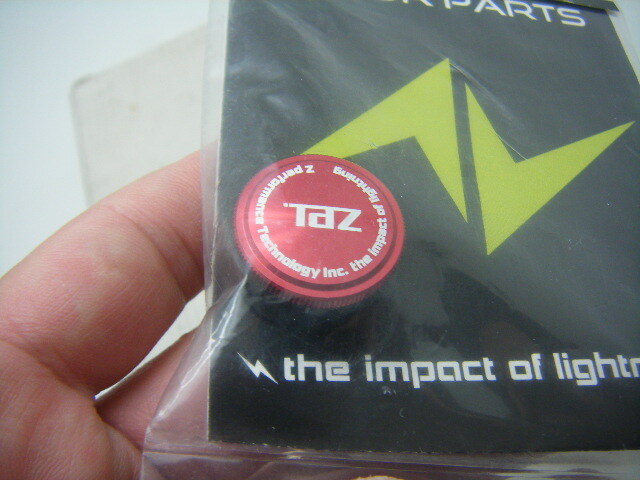 PARTS
ZPI.
Z performance Technology Inc. the impact of lightning
the impact of lightn